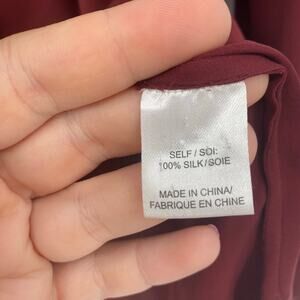 SELF / SOI:
100% SILK/SOIE
MADE IN CHINA/
FABRIQUE EN CHINE